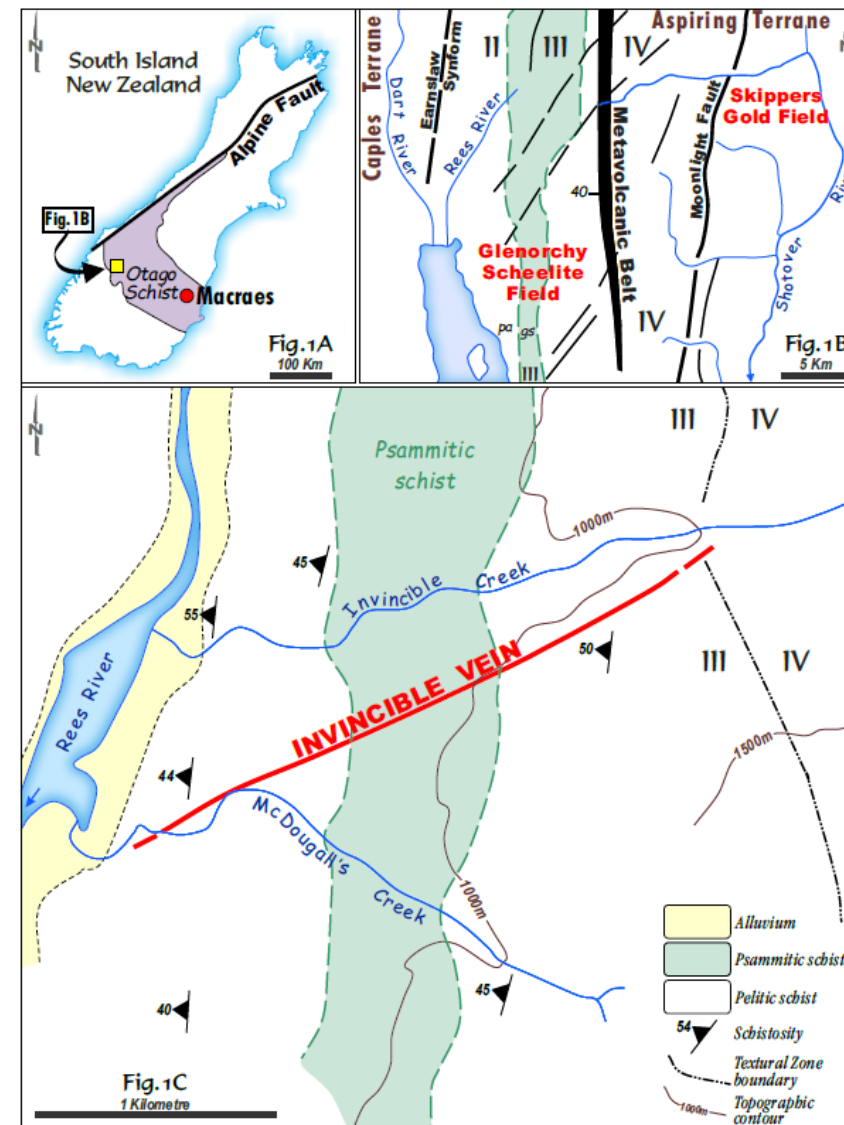 N
South Island
New Zealand
Alpine Fault
Fig.1B
Otago
Schist
Macraes
Fig.1A
100 Km
Caples Terrane
Aspiring Terrane
II
III
IV
Dart River
Earnslaw
Synform
Rees River
Metavolcanic Belt
Moonlight Fault
Skippers
Gold Field
40
Glenorchy
Scheelite
Field
pa
gs
IV
III
Shotover
Fig.1B
5 Km
N
Psammitic
schist
III
IV
1000m
45
Invincible Creek
55
50
III
IV
INVINCIBLE VEIN
Rees River
1500m
44
McDougall's
Creek
1000m
45
40
Alluvium
Psammitic schist
Pelitic schist
54
Schistosity
Textural Zone
boundary
1000m
Topographic
contour
Fig.1C
1 Kilometre